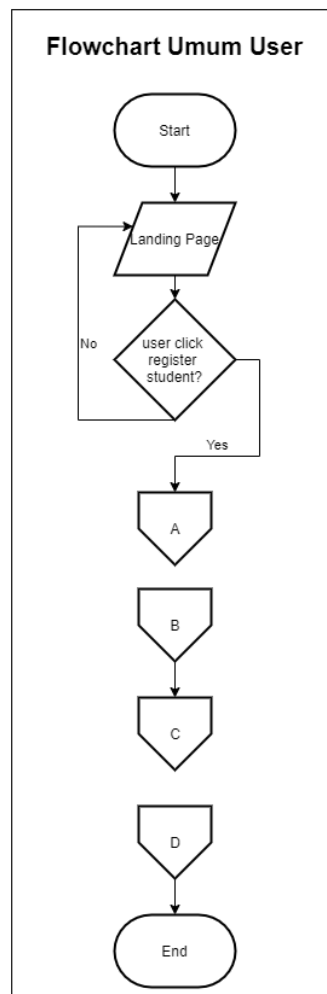 Flowchart Umum User
Start
Landing Page
user click
register
student?
No
Yes
A
B
C
D
End